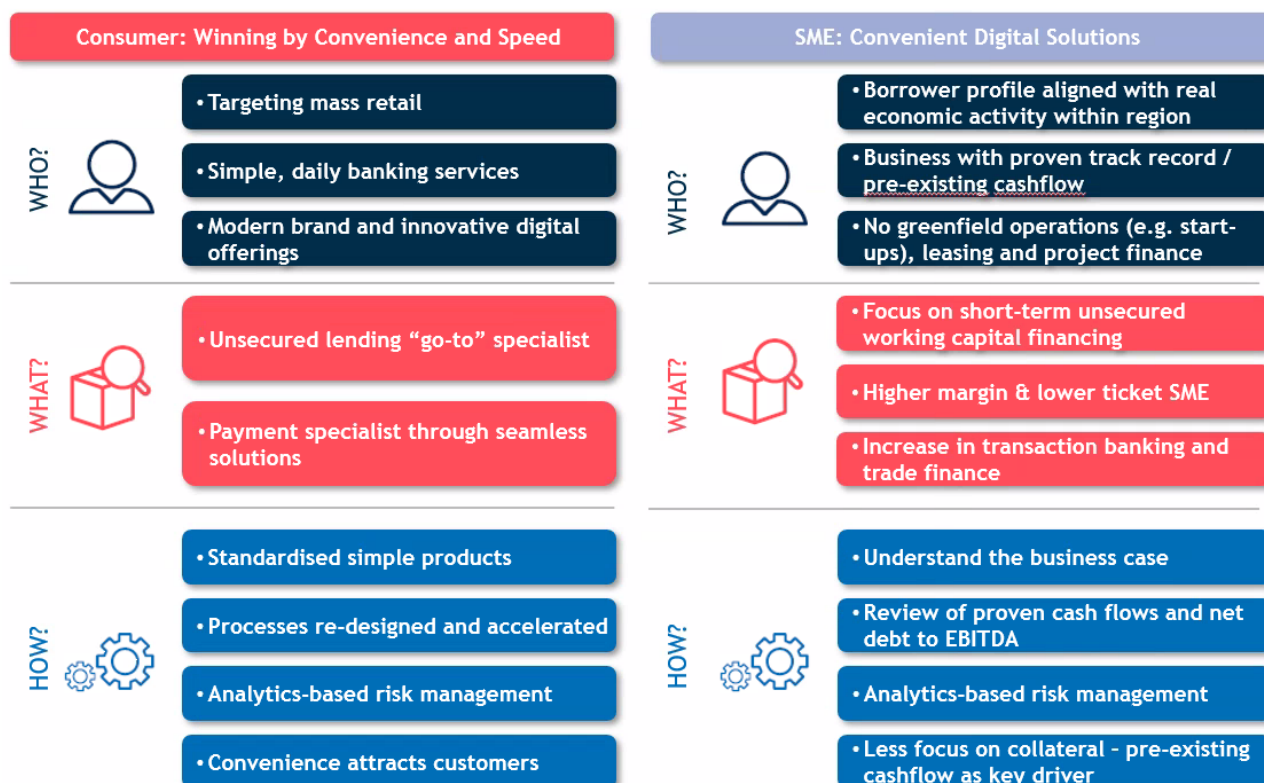 Consumer: Winning by Convenience and Speed
WHO?
• Targeting mass retail
• Simple, daily banking services
• Modern brand and innovative digital
offerings
WHAT?
• Unsecured lending “go-to” specialist
• Payment specialist through seamless
solutions
HOW?
• Standardised simple products
• Processes re-designed and accelerated
• Analytics-based risk management
• Convenience attracts customers
SME: Convenient Digital Solutions
WHO?
• Borrower profile aligned with real
economic activity within region
• Business with proven track record /
pre-existing cashflow
• No greenfield operations (e.g. start-
ups), leasing and project finance
WHAT?
• Focus on short-term unsecured
working capital financing
• Higher margin & lower ticket SME
• Increase in transaction banking and
trade finance
HOW?
• Understand the business case
• Review of proven cash flows and net
debt to EBITDA
• Analytics-based risk management
• Less focus on collateral – pre-existing
cashflow as key driver